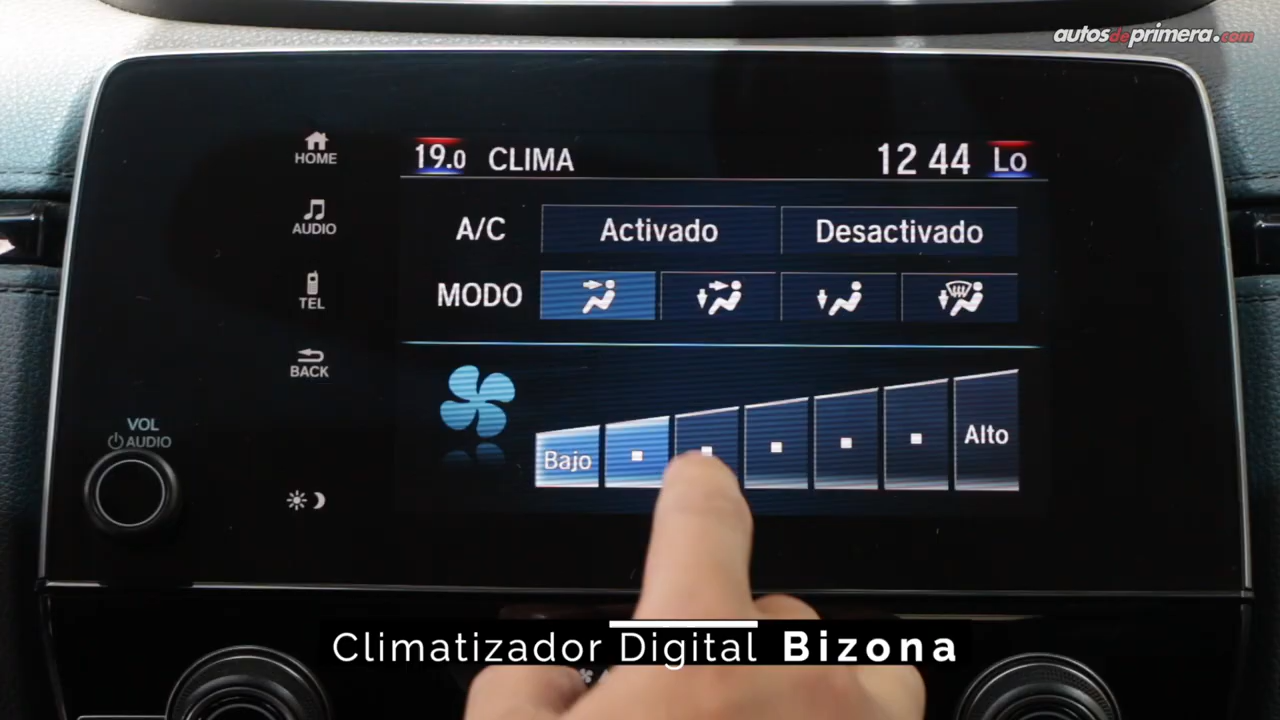 autosdeprimera.com
HOME
19.0 CLIMA 12 44 Lo
AUDIO
A/C Activado Desactivado
TEL
MODO
BACK
VOL
AUDIO
Bajo Alto
Climatizador Digital Bizona